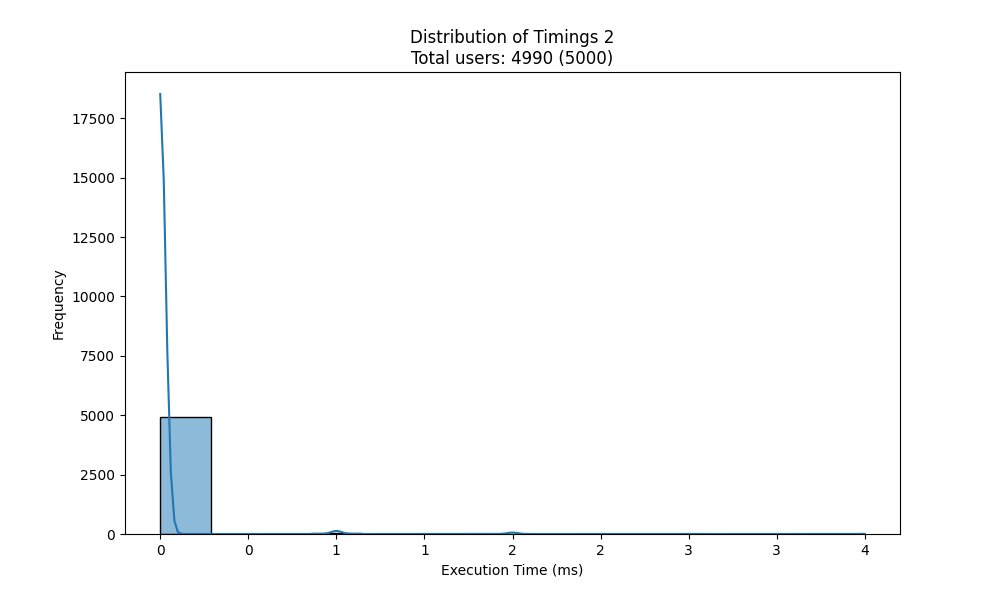 Distribution of Timings 2
Total users: 4990 (5000)
17500
15000
12500
10000
7500
5000
2500
0
Frequency
0 0 1 1 2 2 3 3 4
Execution Time (ms)